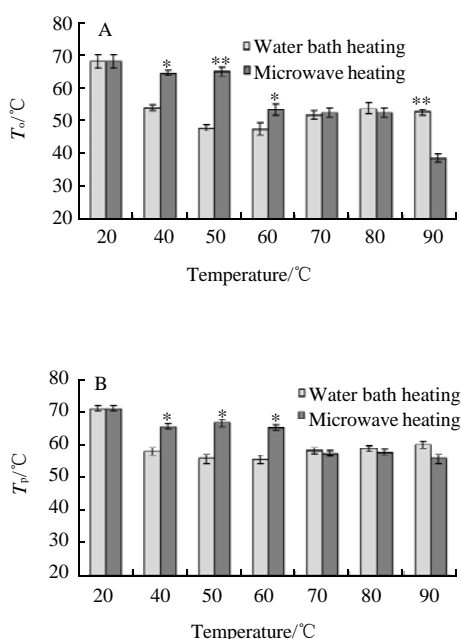 A
Water bath heating
Microwave heating
80
70
60
50
40
30
20
To/℃
* ** * **
20 40 50 60 70 80 90
Temperature/℃
B
Water bath heating
Microwave heating
80
70
60
50
40
30
20
Tp/℃
* * *
20 40 50 60 70 80 90
Temperature/℃